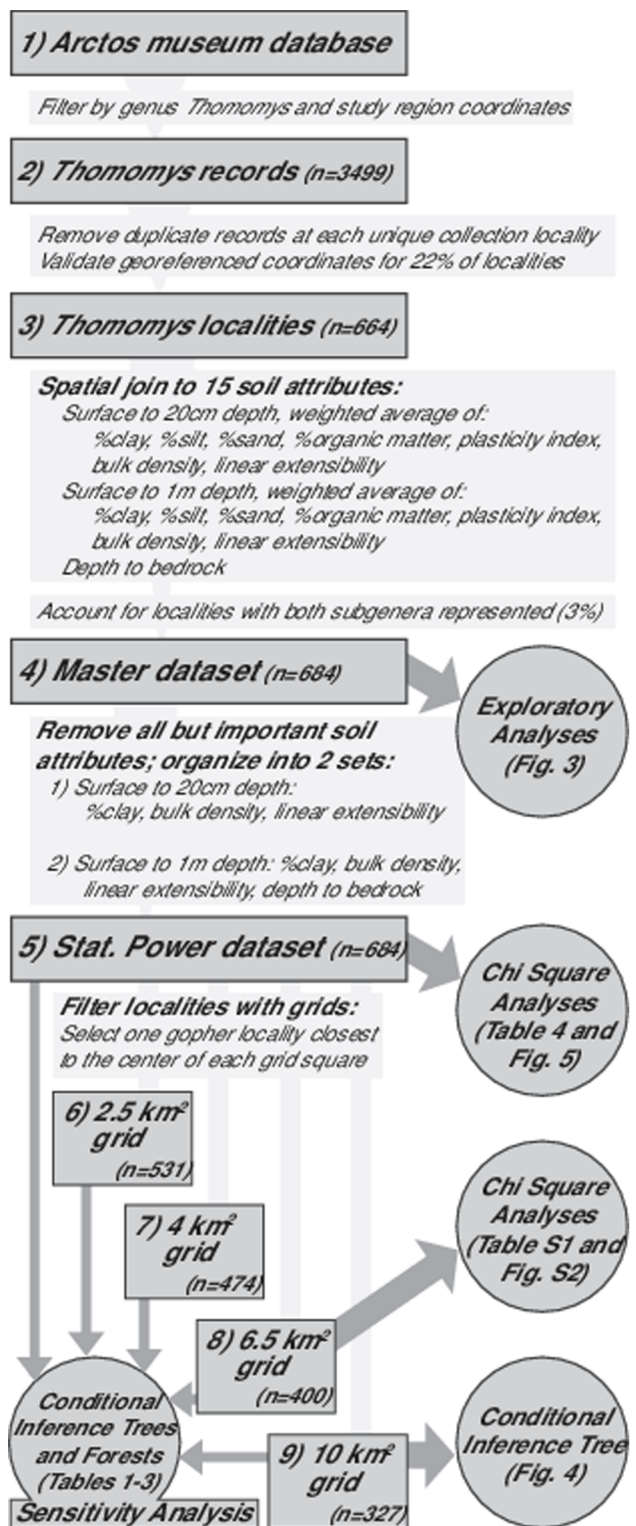 1) Arctos museum database
Filter by genus Thomomys and study region coordinates
2) Thomomys records (n=3499)
Remove duplicate records at each unique collection locality
Validate georeferenced coordinates for 22% of localities
3) Thomomys localities (n=664)
Spatial join to 15 soil attributes:
Surface to 20cm depth, weighted average of:
%clay, %silt, %sand, %organic matter, plasticity index,
bulk density, linear extensibility
Surface to 1m depth, weighted average of:
%clay, %silt, %sand, %organic matter, plasticity index,
bulk density, linear extensibility
Depth to bedrock
Account for localities with both subgenera represented (3%)
4) Master dataset (n=684)
Exploratory
Analyses
(Fig. 3)
Remove all but important soil
attributes; organize into 2 sets:
1) Surface to 20cm depth:
%clay, bulk density, linear extensibility
2) Surface to 1m depth: %clay, bulk density,
linear extensibility, depth to bedrock
5) Stat. Power dataset (n=684)
Chi Square
Analyses
(Table 4 and
Fig. 5)
Filter localities with grids:
Select one gopher locality closest
to the center of each grid square
6) 2.5 km²
grid
(n=531)
7) 4 km²
grid
(n=474)
Chi Square
Analyses
(Table S1 and
Fig. S2)
8) 6.5 km²
grid
(n=400)
9) 10 km²
grid
(n=327)
Conditional
Inference Trees
and Forests
(Tables 1-3)
Sensitivity Analysis
Conditional
Inference Tree
(Fig. 4)